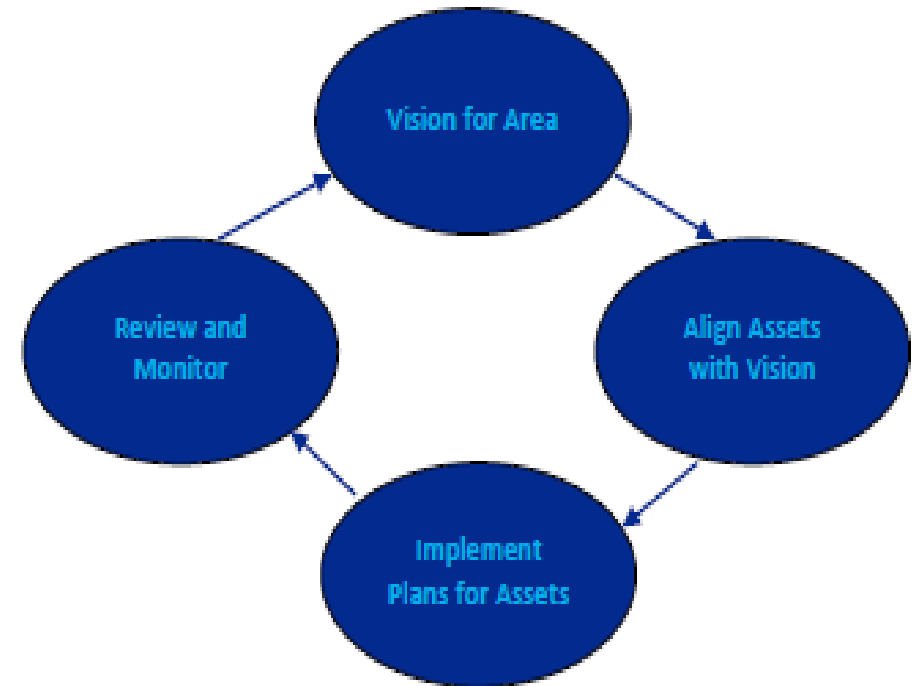 Vision for Area
Align Assets
with Vision
Implement
Plans for Assets
Review and
Monitor